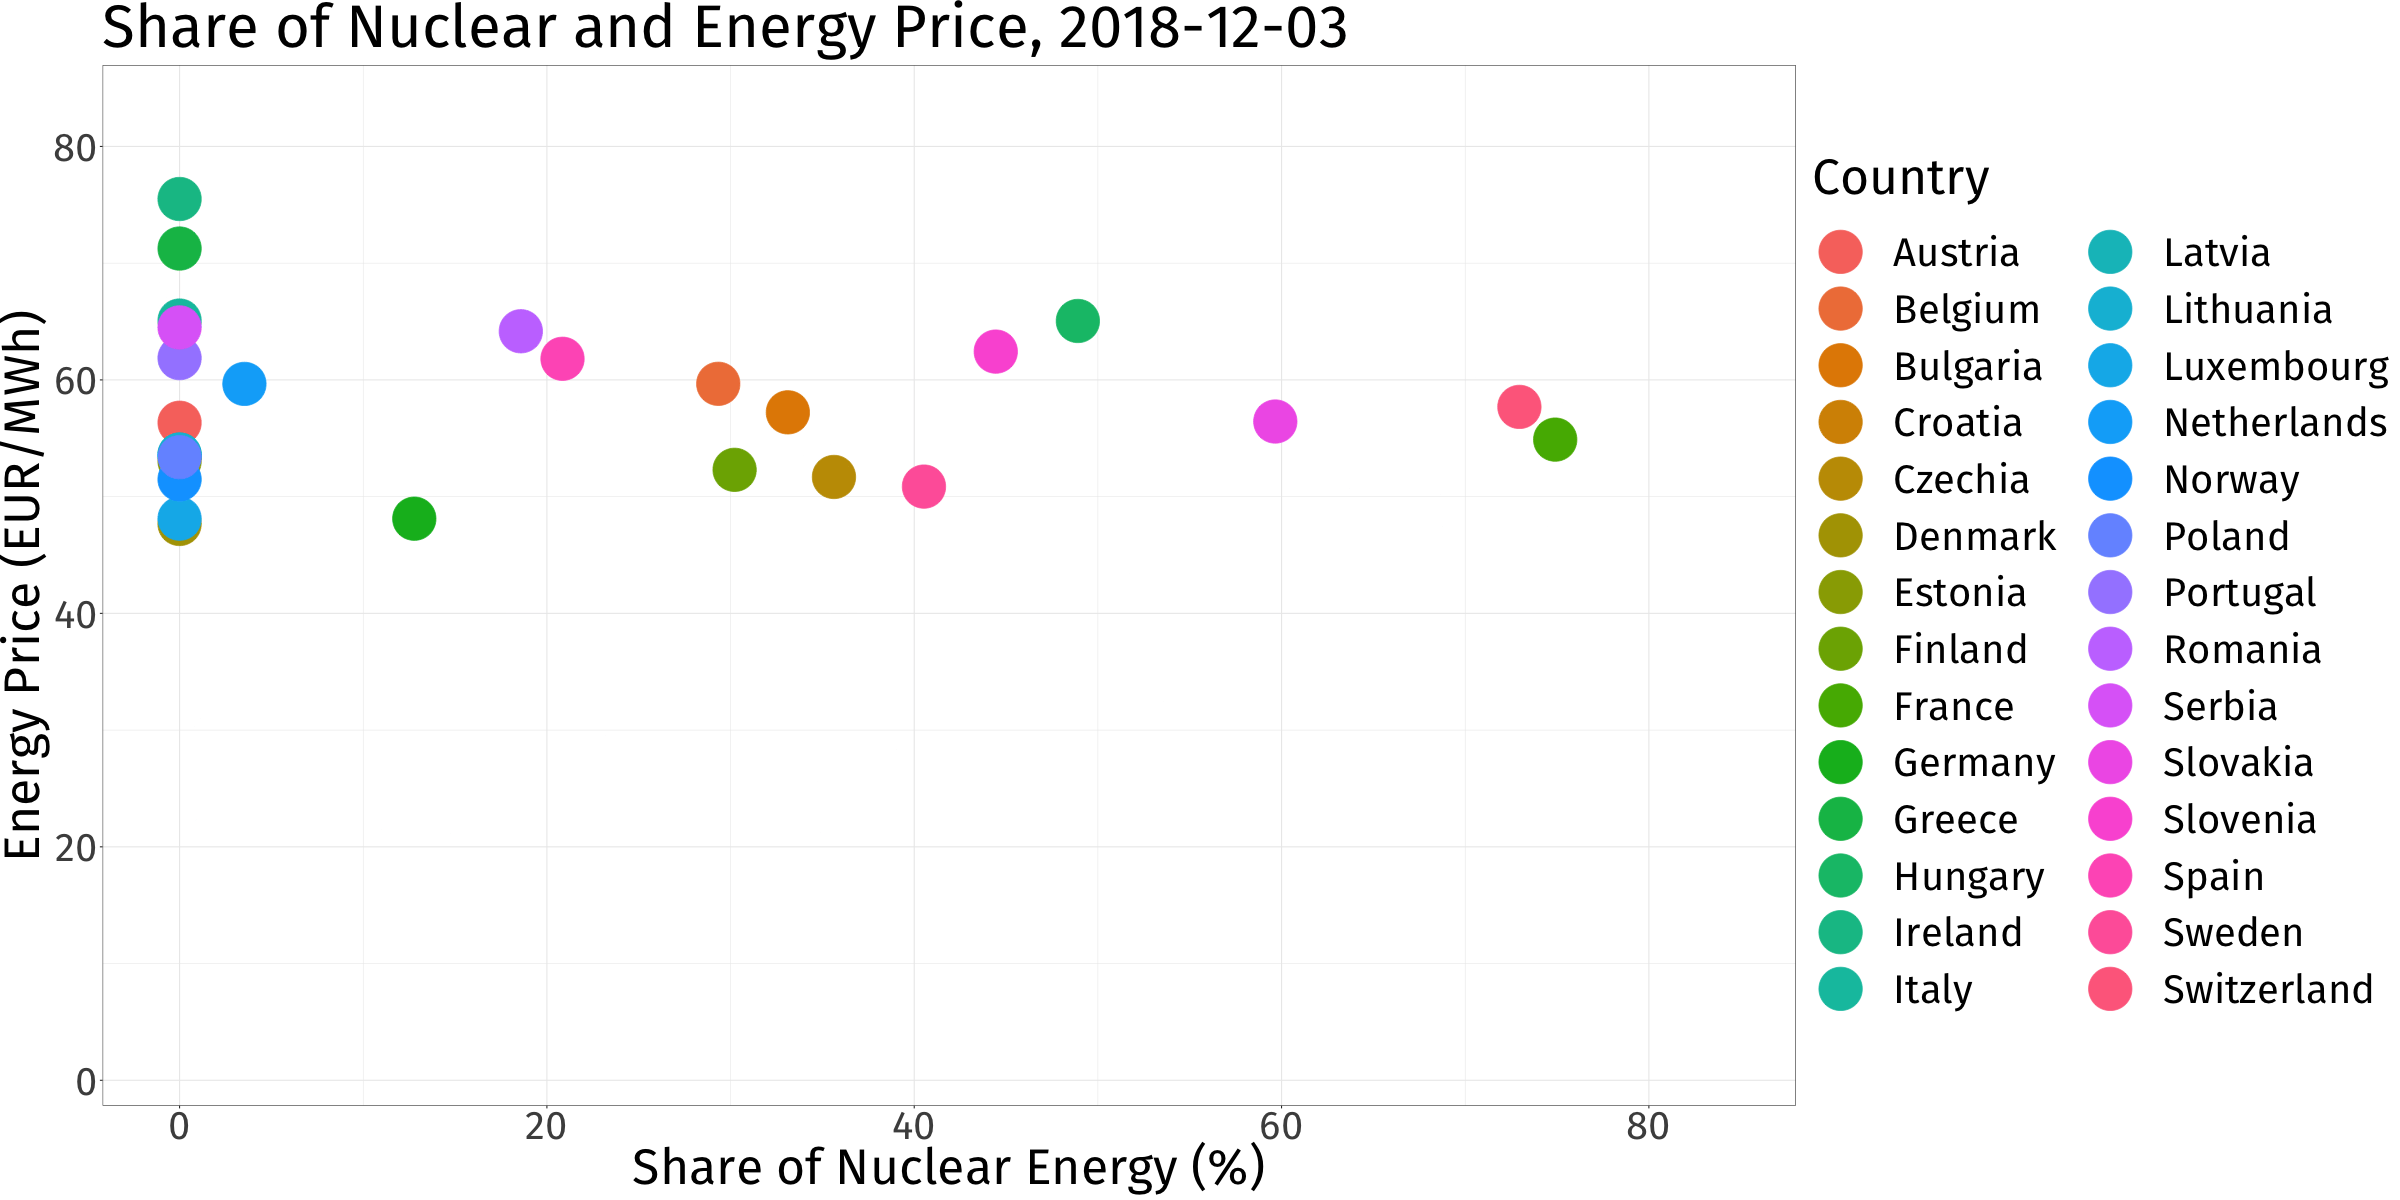 Share of Nuclear and Energy Price, 2018-12-03
80
60
40
20
0
Energy Price (EUR/MWh)
0 20 40 60 80
Share of Nuclear Energy (%)
Country
Austria
Belgium
Bulgaria
Croatia
Czechia
Denmark
Estonia
Finland
France
Germany
Greece
Hungary
Ireland
Italy
Latvia
Lithuania
Luxembourg
Netherlands
Norway
Poland
Portugal
Romania
Serbia
Slovakia
Slovenia
Spain
Sweden
Switzerland